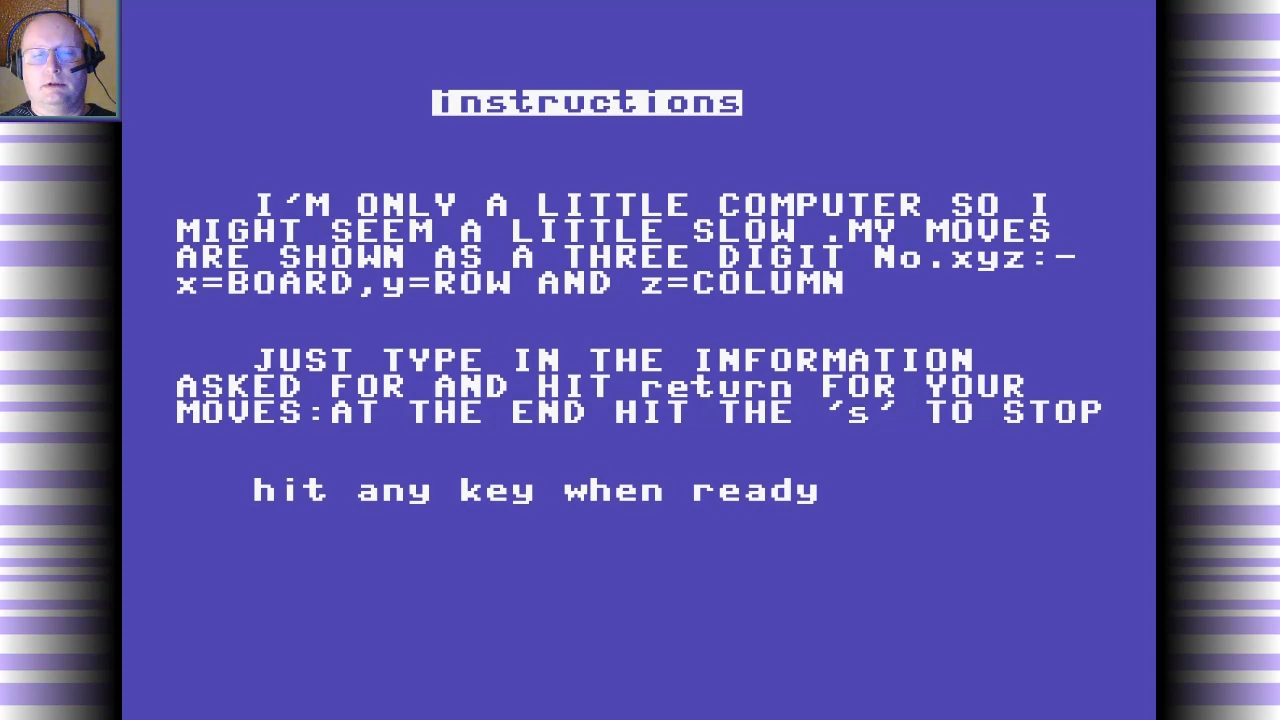 instructions
I'M ONLY A LITTLE COMPUTER SO I
MIGHT SEEM A LITTLE SLOW .MY MOVES
ARE SHOWN AS A THREE DIGIT No.xyz:-
x=BOARD,y=ROW AND z=COLUMN
JUST TYPE IN THE INFORMATION
ASKED FOR AND HIT return FOR YOUR
MOVES:AT THE END HIT THE 's' TO STOP
hit any key when ready